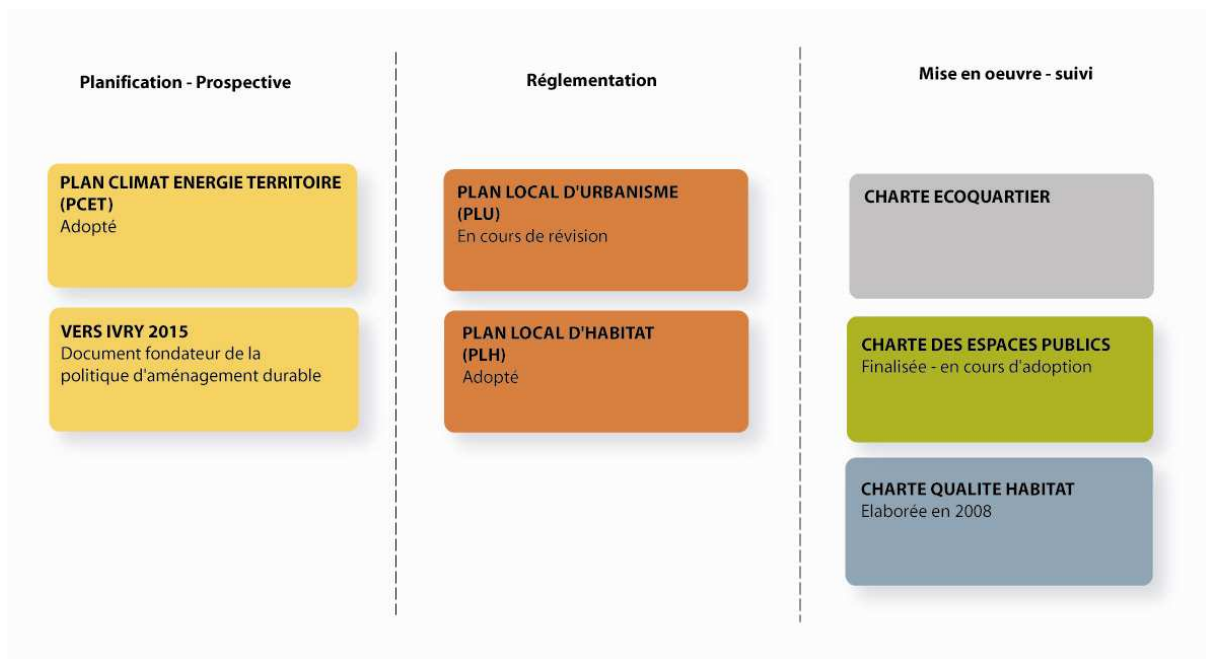 Planification - Prospective
PLAN CLIMAT ENERGIE TERRITOIRE
(PCET)
Adopté
VERS IVRY 2015
Document fondateur de la
politique d'aménagement durable
Réglementation
PLAN LOCAL D'URBANISME
(PLU)
En cours de révision
PLAN LOCAL D'HABITAT
(PLH)
Adopté
Mise en oeuvre - suivi
CHARTE ECOQUARTIER
CHARTE DES ESPACES PUBLICS
Finalisée - en cours d'adoption
CHARTE QUALITE HABITAT
Elaborée en 2008